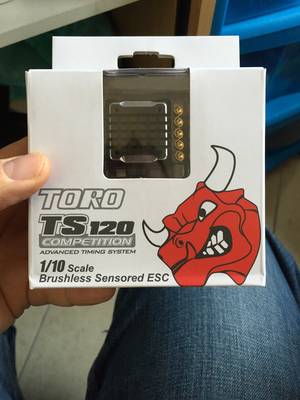 TORO
TS120
COMPETITION
ADVANCED TIMING SYSTEM
1/10 Scale
Brushless Sensored ESC